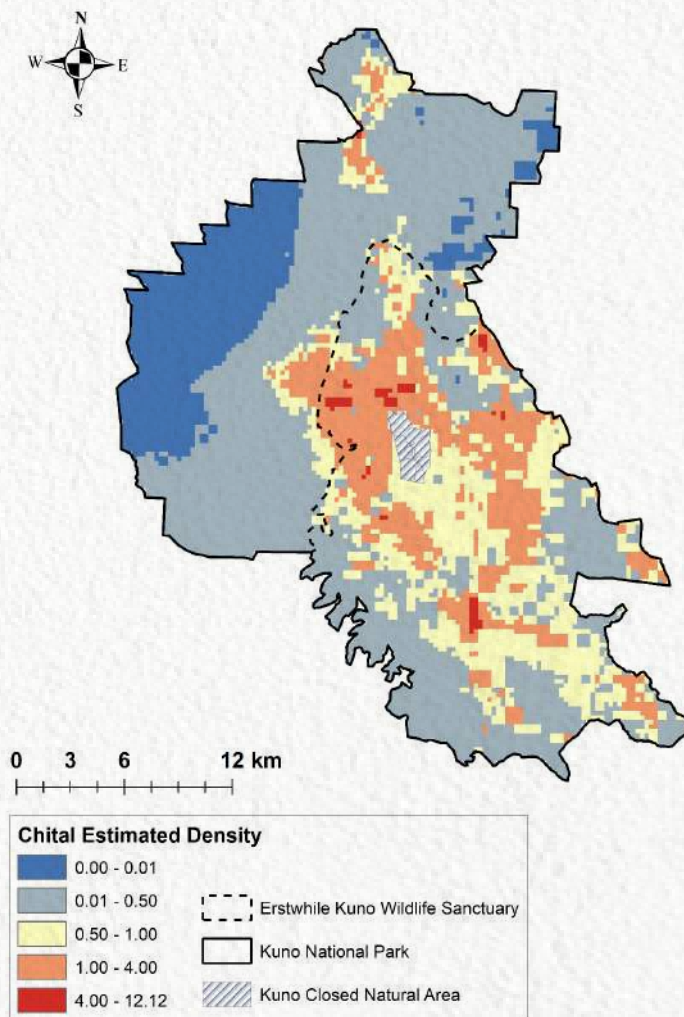 N
W E
S
0 3 6 12 km
Chital Estimated Density
0.00 - 0.01
0.01 - 0.50
0.50 - 1.00
1.00 - 4.00
4.00 - 12.12
Erstwhile Kuno Wildlife Sanctuary
Kuno National Park
Kuno Closed Natural Area